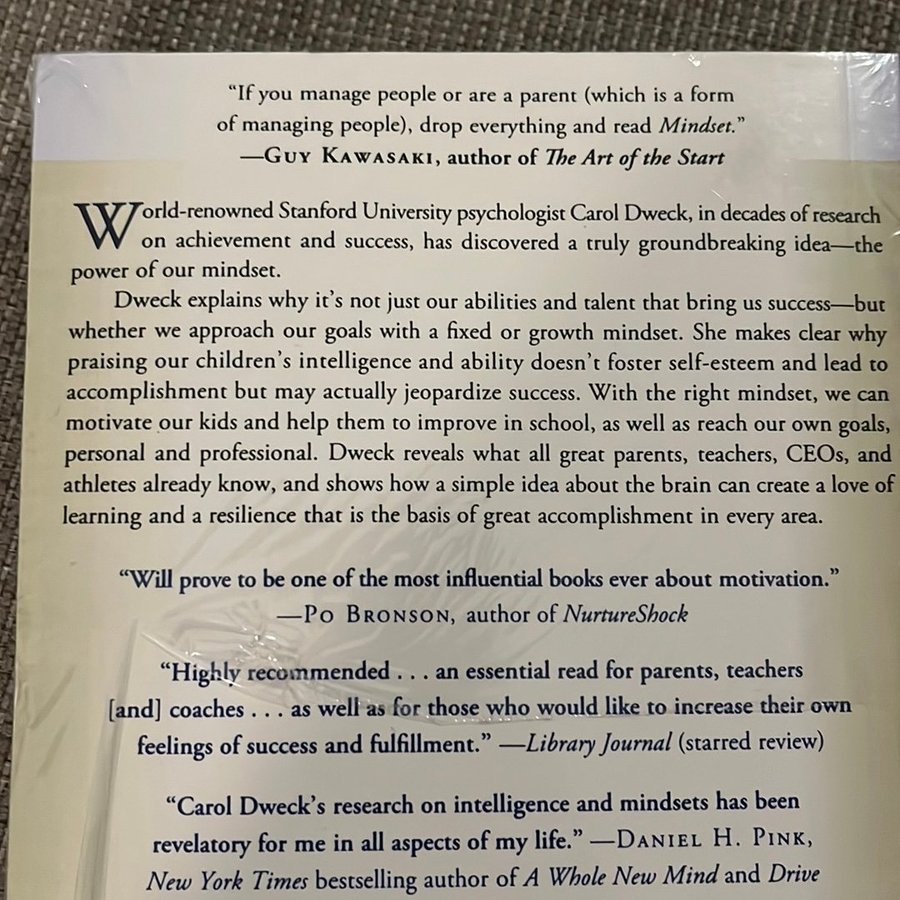 “If you manage people or are a parent (which is a form
of managing people), drop everything and read Mindset.”
—GUY KAWASAKI, author of The Art of the Start
World-renowned Stanford University psychologist Carol Dweck, in decades of research
on achievement and success, has discovered a truly groundbreaking idea—the
power of our mindset.
Dweck explains why it’s not just our abilities and talent that bring us success—but
whether we approach our goals with a fixed or growth mindset. She makes clear why
praising our children’s intelligence and ability doesn’t foster self-esteem and lead to
accomplishment but may actually jeopardize success. With the right mindset, we can
motivate our kids and help them to improve in school, as well as reach our own goals,
personal and professional. Dweck reveals what all great parents, teachers, CEOs, and
athletes already know, and shows how a simple idea about the brain can create a love of
learning and a resilience that is the basis of great accomplishment in every area.
“Will prove to be one of the most influential books ever about motivation.”
—PO BRONSON, author of NurtureShock
“Highly recommended . . . an essential read for parents, teachers
[and] coaches . . . as well as for those who would like to increase their own
feelings of success and fulfillment.” —Library Journal (starred review)
“Carol Dweck’s research on intelligence and mindsets has been
revelatory for me in all aspects of my life.” —DANIEL H. PINK,
New York Times bestselling author of A Whole New Mind and Drive